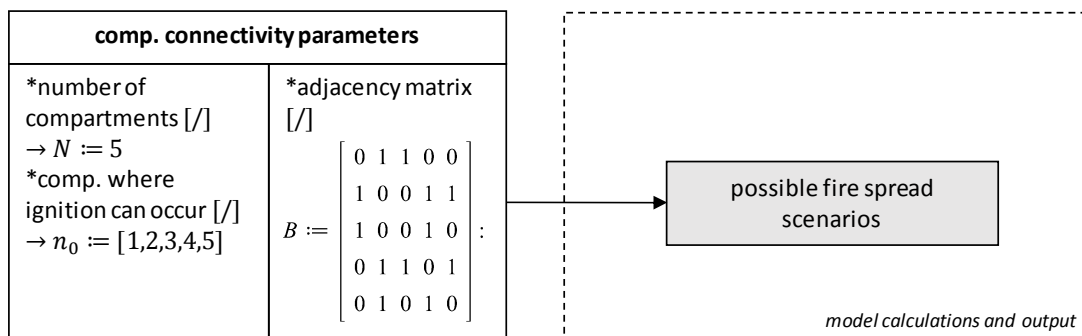 comp. connectivity parameters
*number of
compartments [/]
→ N ≔ 5
*comp. where
ignition can occur [/]
→ n₀ ≔ [1,2,3,4,5]
*adjacency matrix
[/]
0 1 1 0 0
1 0 0 1 1
B ≔ 1 0 0 1 0 :
0 1 1 0 1
0 1 0 1 0
possible fire spread
scenarios
model calculations and output